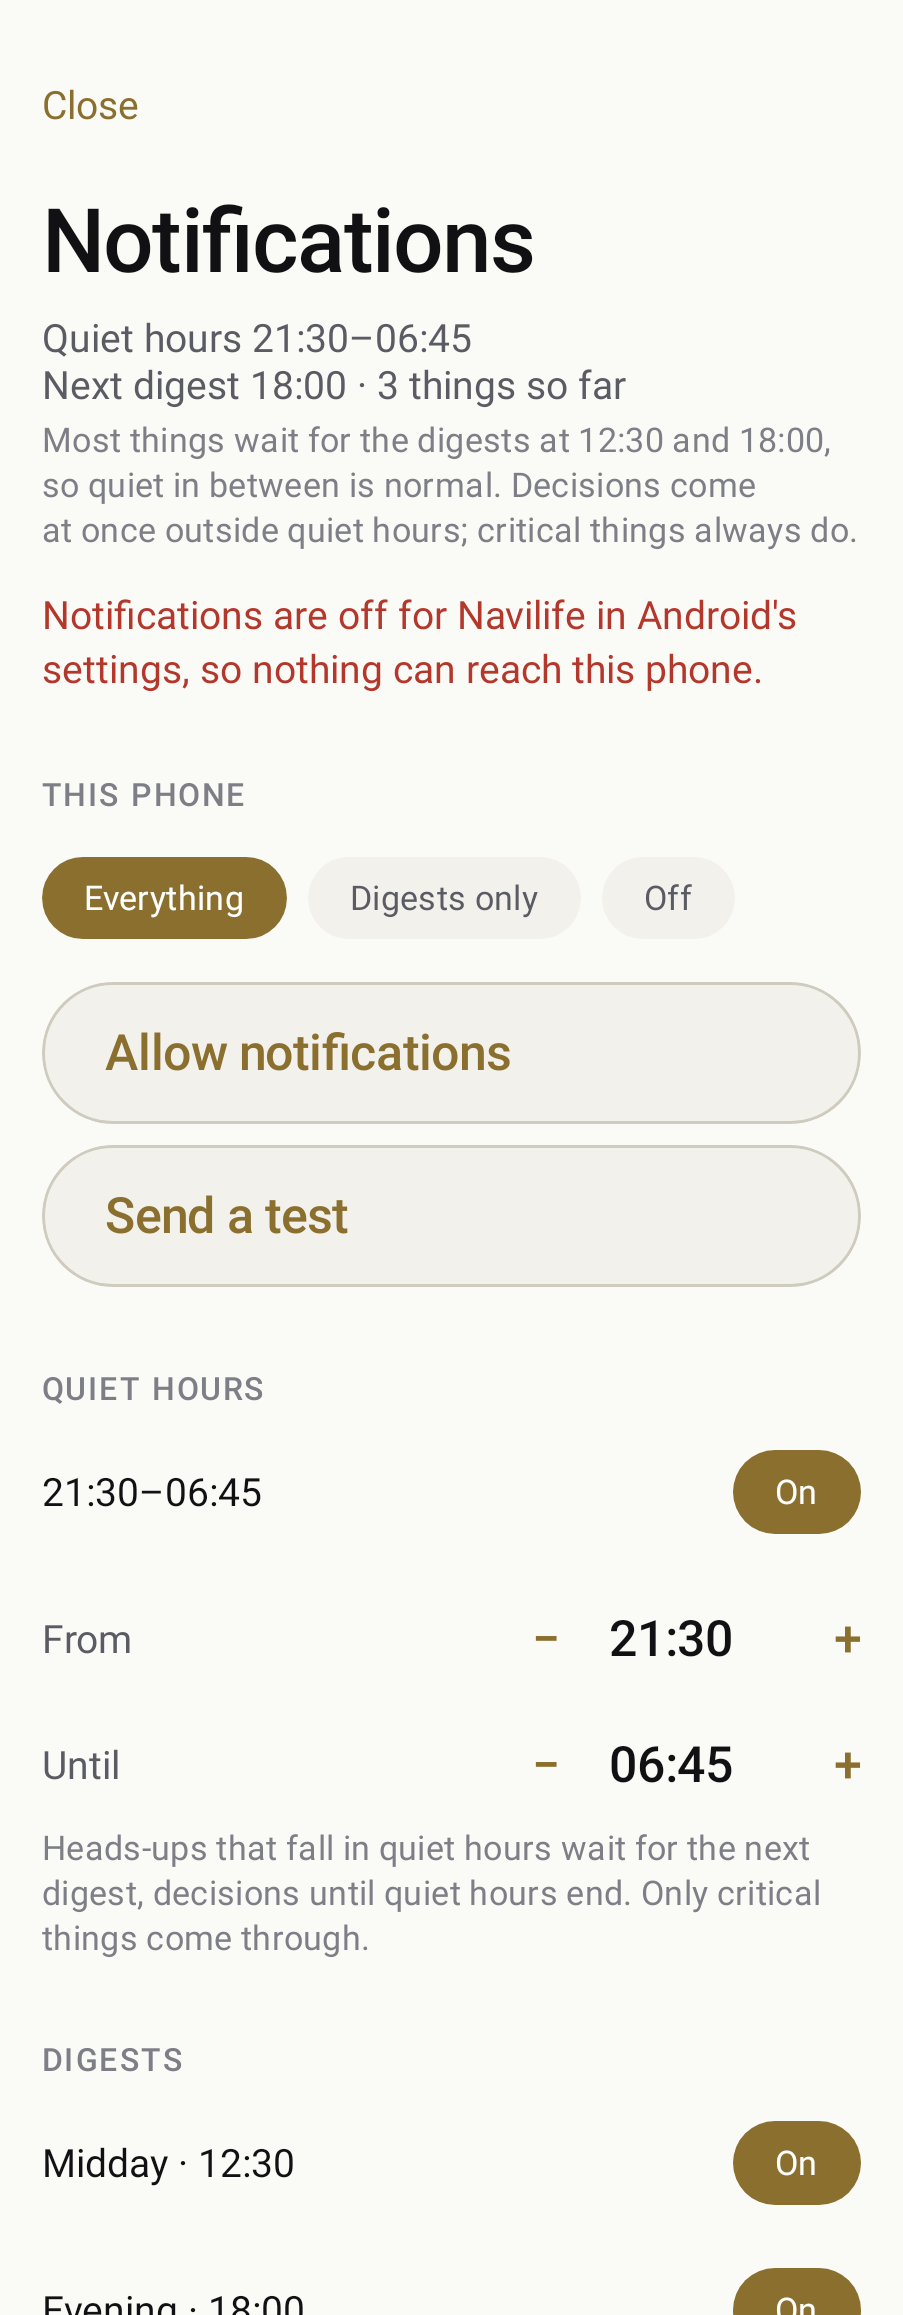 Close
Notifications
Quiet hours 21:30–06:45
Next digest 18:00 · 3 things so far
Most things wait for the digests at 12:30 and 18:00,
so quiet in between is normal. Decisions come
at once outside quiet hours; critical things always do.
Notifications are off for Navilife in Android's
settings, so nothing can reach this phone.
THIS PHONE
Everything Digests only Off
Allow notifications
Send a test
QUIET HOURS
21:30–06:45 On
From − 21:30 +
Until − 06:45 +
Heads-ups that fall in quiet hours wait for the next
digest, decisions until quiet hours end. Only critical
things come through.
DIGESTS
Midday · 12:30 On
Evening · 18:00 On